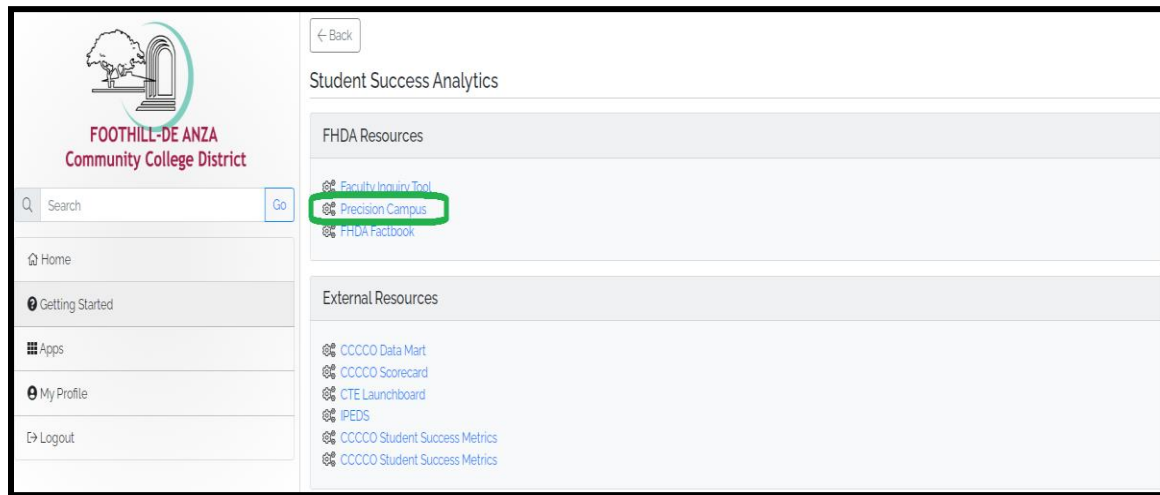 FOOTHILL-DE ANZA
Community College District
Search
Go
Home
Getting Started
Apps
My Profile
Logout
Back
Student Success Analytics
FHDA Resources
Faculty Inquiry Tool
Precision Campus
FHDA Factbook
External Resources
CCCCO Data Mart
CCCCO Scorecard
CTE Launchboard
IPEDS
CCCCO Student Success Metrics
CCCCO Student Success Metrics